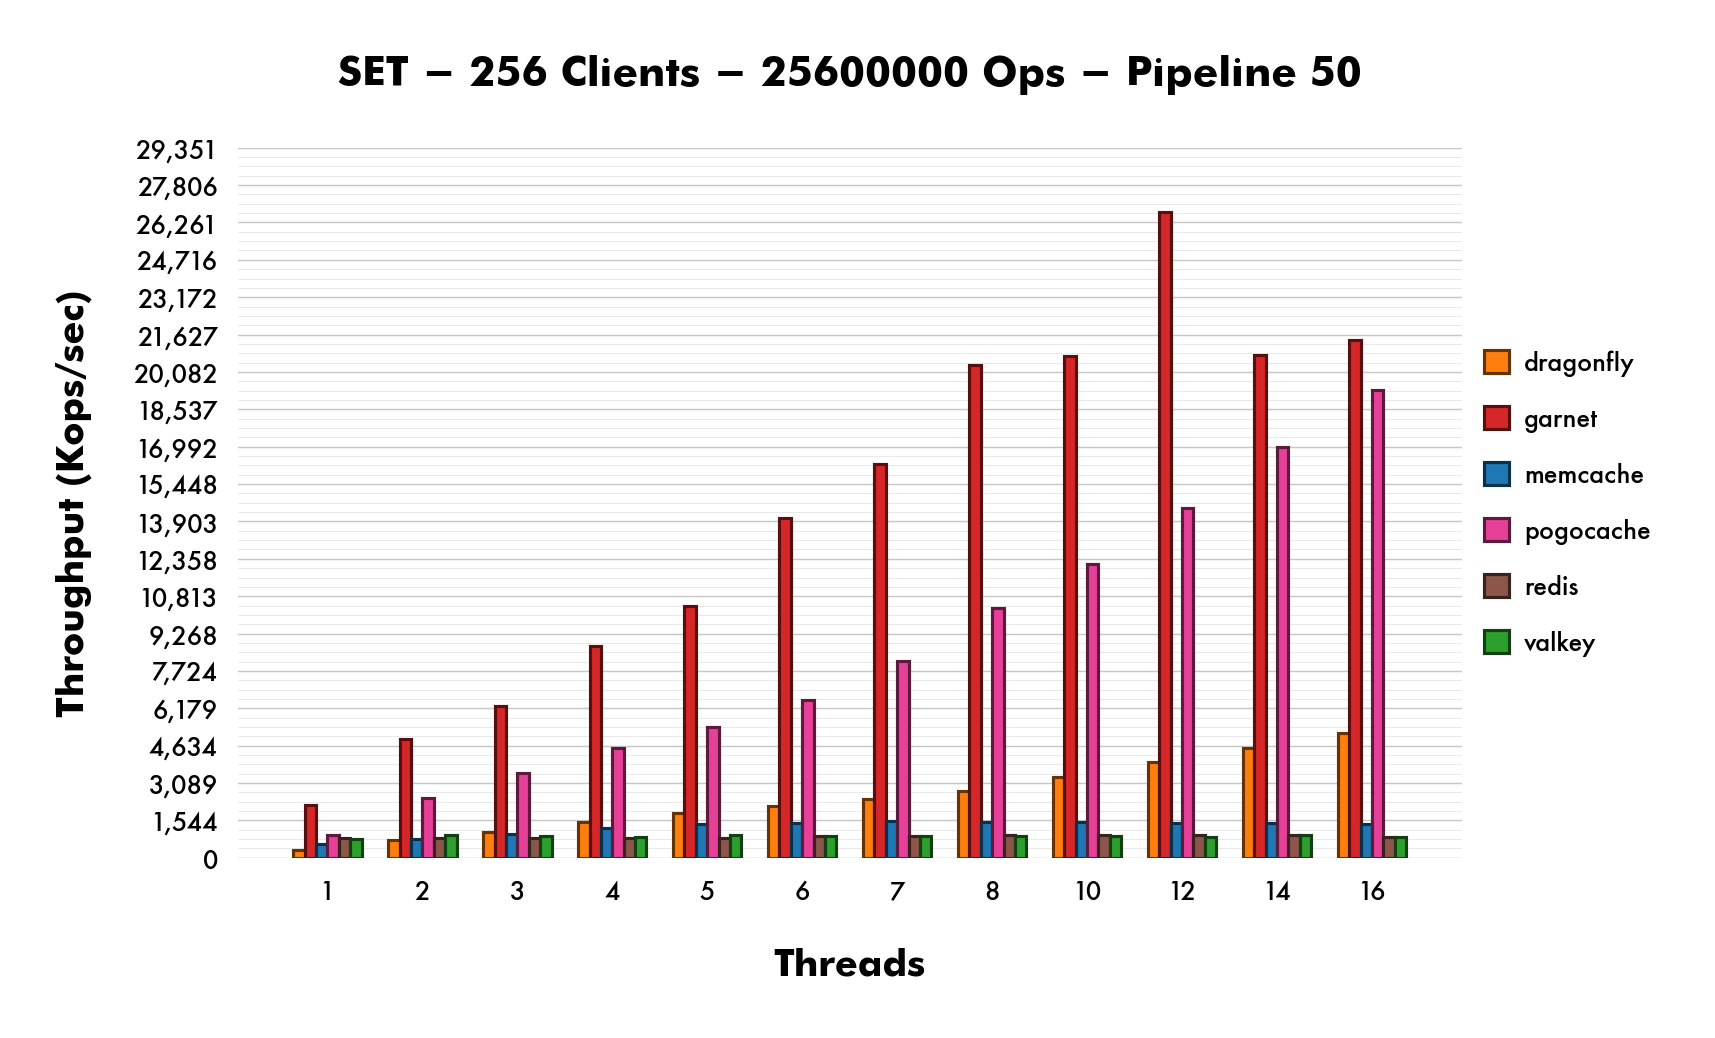 SET – 256 Clients – 25600000 Ops – Pipeline 50
Throughput (Kops/sec)
29,351
27,806
26,261
24,716
23,172
21,627
20,082
18,537
16,992
15,448
13,903
12,358
10,813
9,268
7,724
6,179
4,634
3,089
1,544
0
1 2 3 4 5 6 7 8 10 12 14 16
Threads
dragonfly
garnet
memcache
pogocache
redis
valkey